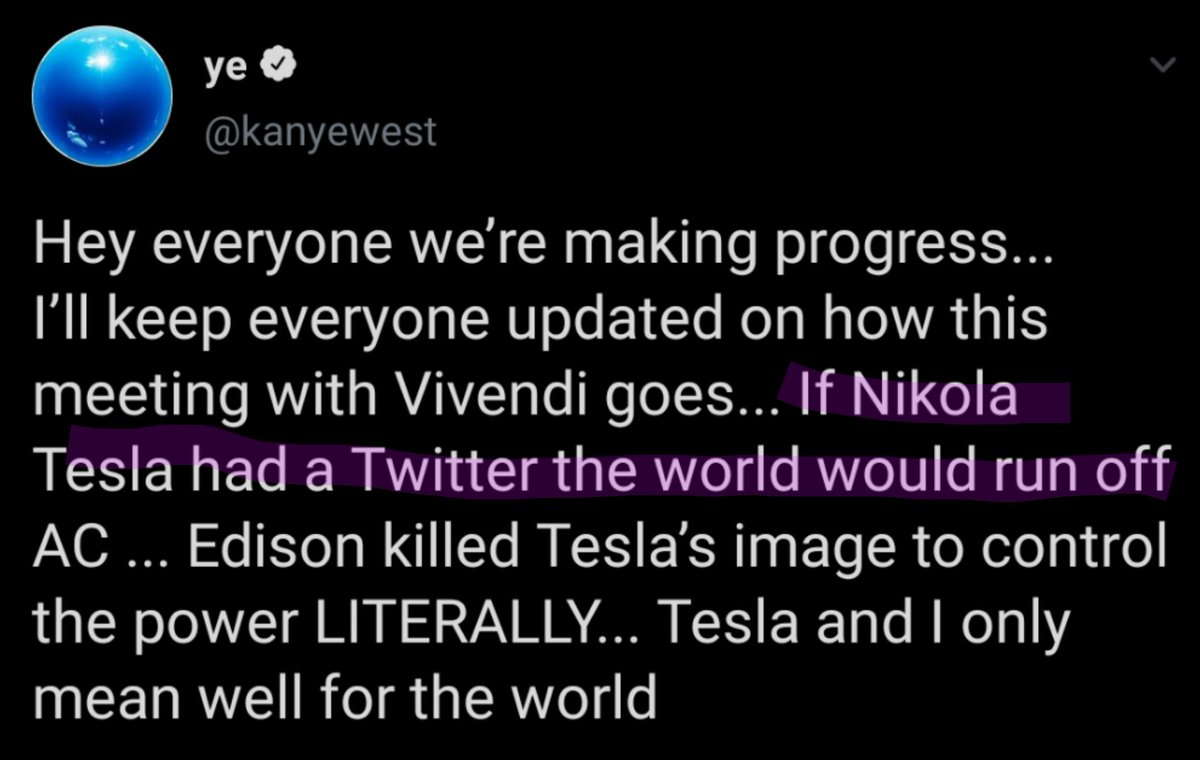 ye
@kanyewest
Hey everyone we’re making progress...
I’ll keep everyone updated on how this
meeting with Vivendi goes... If Nikola
Tesla had a Twitter the world would run off
AC ... Edison killed Tesla’s image to control
the power LITERALLY... Tesla and I only
mean well for the world